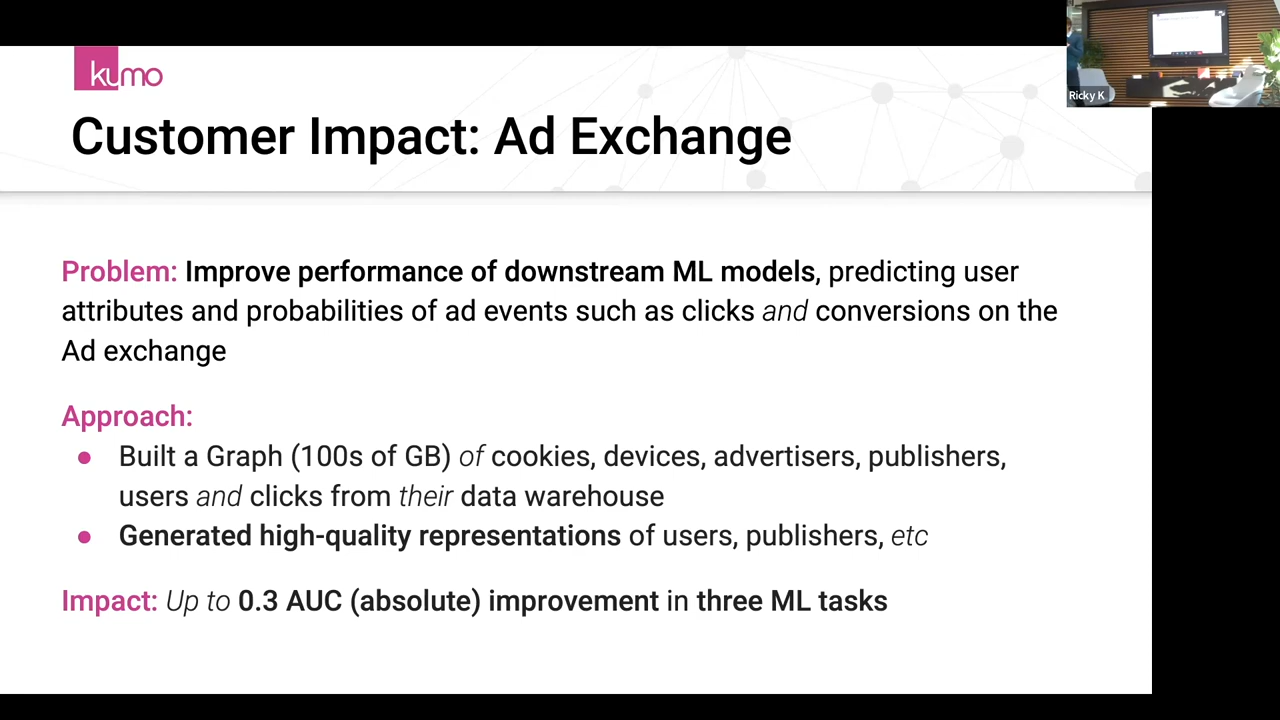 kumo
Customer Impact: Ad Exchange
Problem: Improve performance of downstream ML models, predicting user
attributes and probabilities of ad events such as clicks and conversions on the
Ad exchange
Approach:
● Built a Graph (100s of GB) of cookies, devices, advertisers, publishers,
users and clicks from their data warehouse
● Generated high-quality representations of users, publishers, etc
Impact: Up to 0.3 AUC (absolute) improvement in three ML tasks
Ricky K